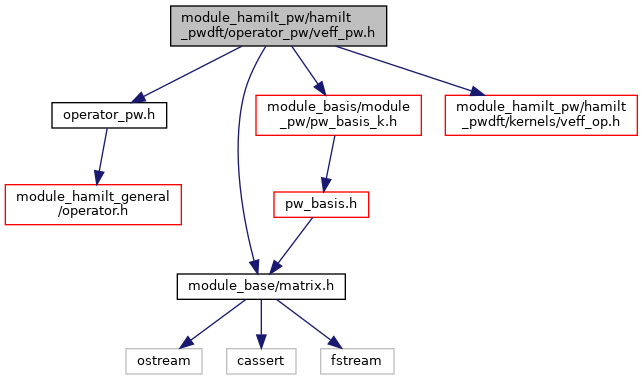 module_hamilt_pw/hamilt
_pwdft/operator_pw/veff_pw.h
operator_pw.h
module_basis/module
_pw/pw_basis_k.h
module_hamilt_pw/hamilt
_pwdft/kernels/veff_op.h
module_hamilt_general
/operator.h
pw_basis.h
module_base/matrix.h
ostream
cassert
fstream